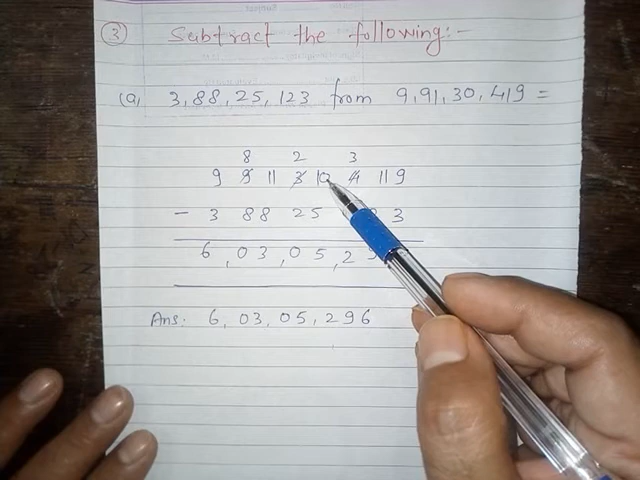 3 Subtract the following:-
(a) 3,88,25,123 from 9,91,30,419 =
8 2 3
9 9 11 3 10 4 11 9
- 3 88 25 3
6,03,05,2
Ans: 6,03,05,296